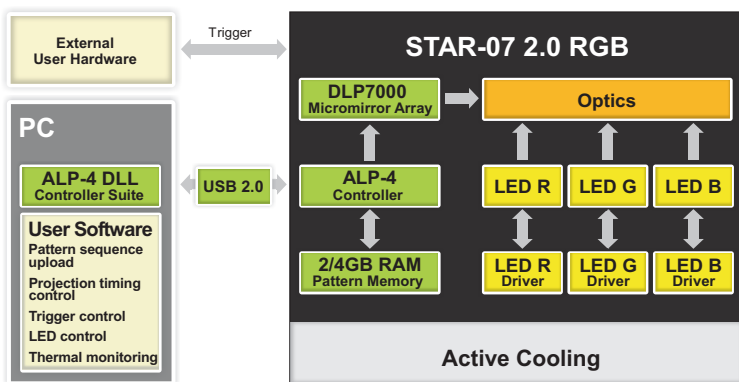 External
User Hardware
Trigger
PC
ALP-4 DLL
Controller Suite
User Software
Pattern sequence
upload
Projection timing
control
Trigger control
LED control
Thermal monitoring
USB 2.0
STAR-07 2.0 RGB
DLP7000
Micromirror Array
Optics
ALP-4
Controller
LED R
LED G
LED B
2/4GB RAM
Pattern Memory
LED R
Driver
LED G
Driver
LED B
Driver
Active Cooling